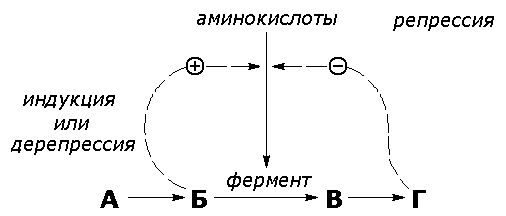 аминокислоты репрессия
+ −
индукция
или
дерепрессия
фермент
А Б В Г